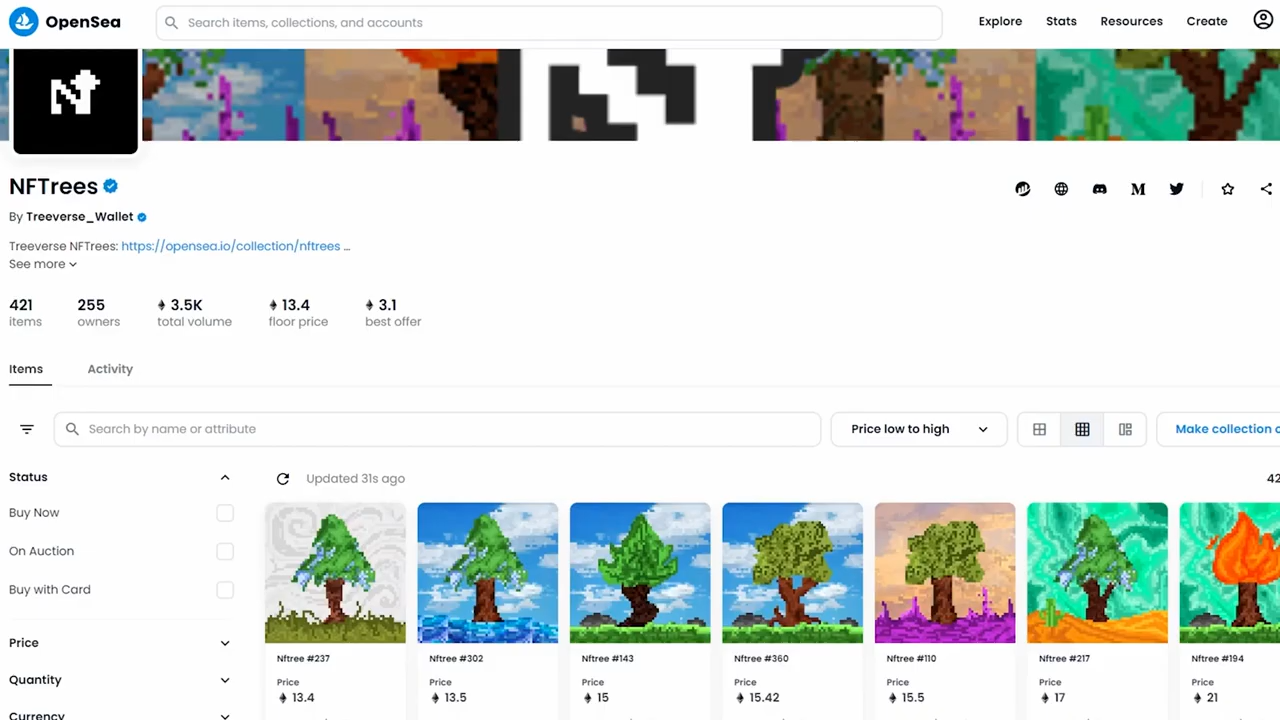 OpenSea
Search items, collections, and accounts
Explore Stats Resources Create
NFTrees
By Treeverse_Wallet
Treeverse NFTrees: https://opensea.io/collection/nftrees …
See more
421 255 3.5K 13.4 3.1
items owners total volume floor price best offer
Items Activity
Search by name or attribute
Price low to high
Make collection o
Status
Updated 31s ago
42
Buy Now
On Auction
Buy with Card
Price
Quantity
Currency
Nftree #237 Nftree #302 Nftree #143 Nftree #360 Nftree #110 Nftree #217 Nftree #194
Price Price Price Price Price Price Price
13.4 13.5 15 15.42 15.5 17 21